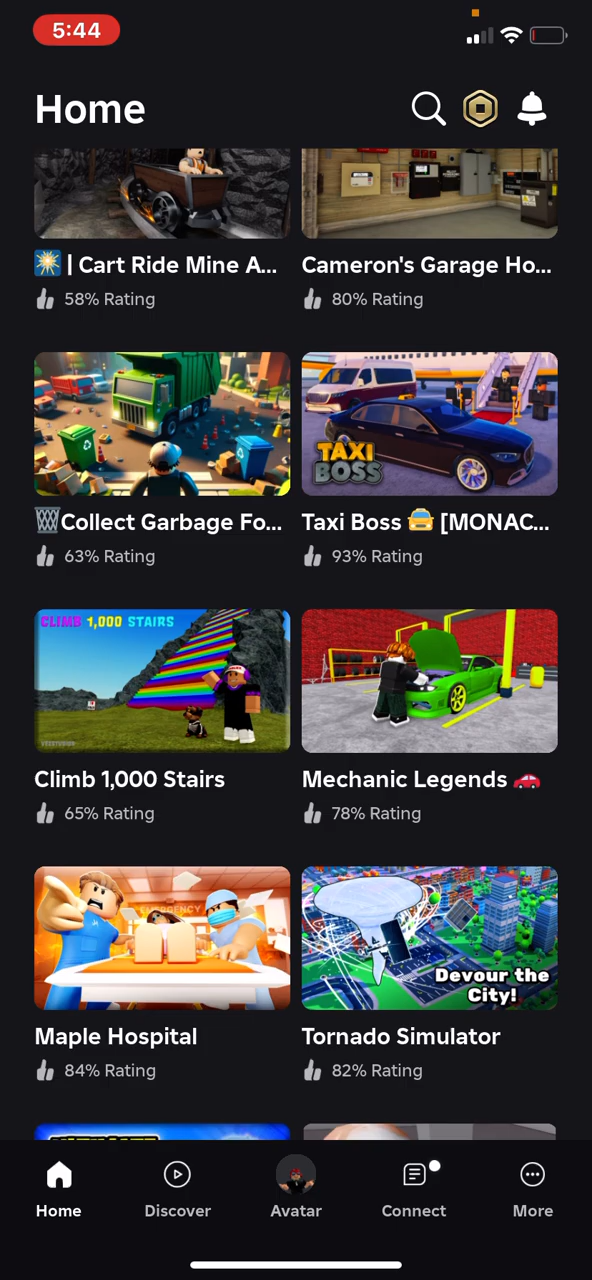 5:44
Home
💥 | Cart Ride Mine A...
Cameron's Garage Ho...
58% Rating
80% Rating
TAXI
BOSS
🗑️Collect Garbage Fo...
Taxi Boss 🚖 [MONAC...
63% Rating
93% Rating
CLIMB 1,000 STAIRS
Climb 1,000 Stairs
Mechanic Legends 🚗
65% Rating
78% Rating
EMERGENCY
Devour the
City!
Maple Hospital
Tornado Simulator
84% Rating
82% Rating
Home
Discover
Avatar
Connect
More